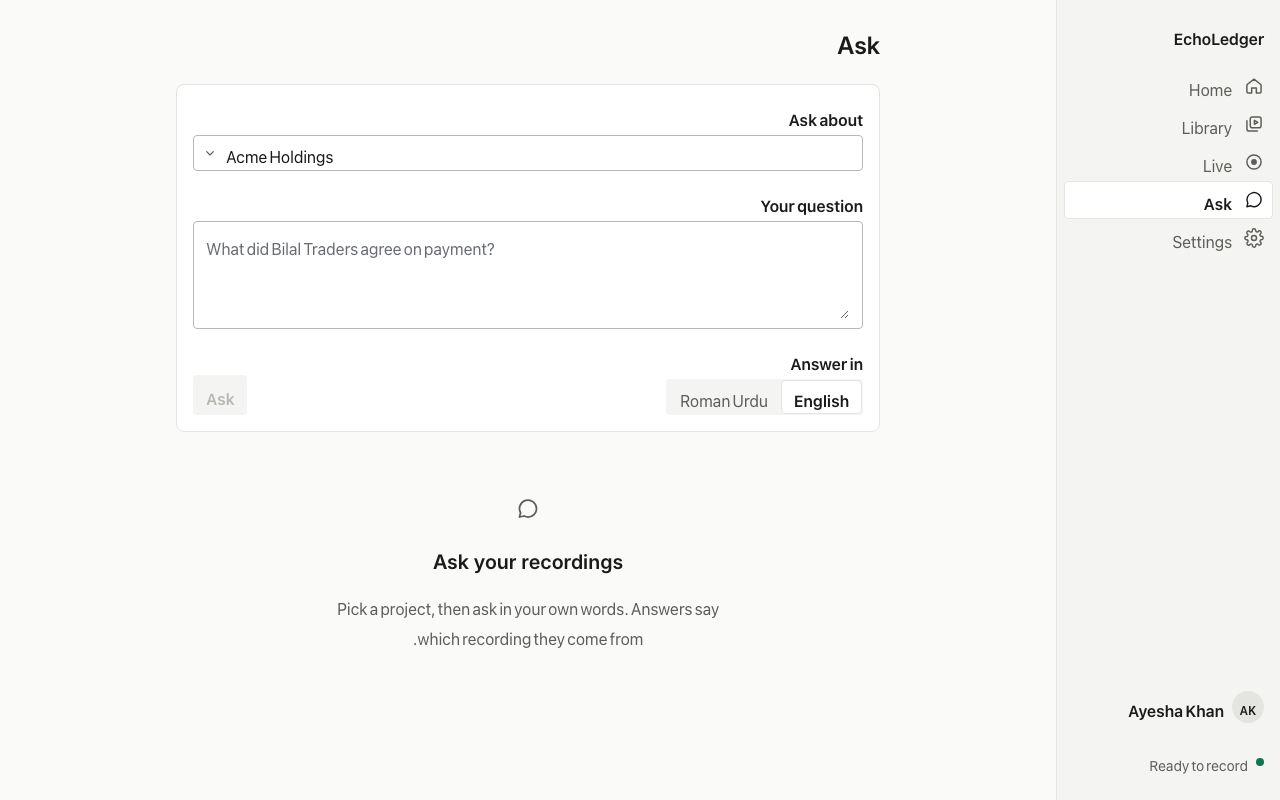 EchoLedger
Home
Library
Live
Ask
Settings
Ayesha Khan
AK
Ready to record
Ask
Ask about
Acme Holdings
Your question
What did Bilal Traders agree on payment?
Answer in
English
Roman Urdu
Ask
Ask your recordings
Pick a project, then ask in your own words. Answers say
.which recording they come from